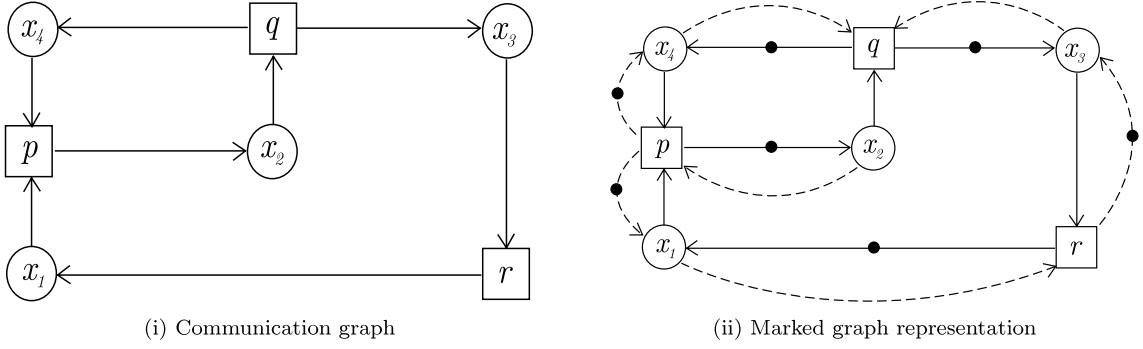 x₄ q x₃ x₄ q x₃
p x₂ p x₂
x₁ r x₁ r
(i) Communication graph (ii) Marked graph representation